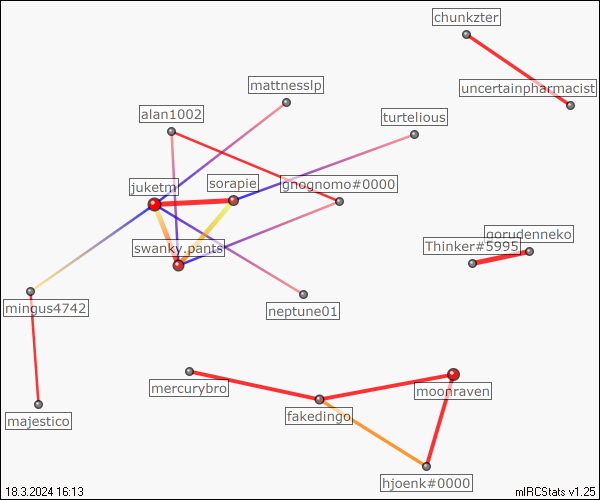 chunkzter
uncertainpharmacist
mattnesslp
alan1002
turtelious
juketm
sorapie
gnognomo#0000
swanky.pants
gorudenneko
Thinker#5995
mingus4742
neptune01
mercurybro
moonraven
majestico
fakedingo
hjoenk#0000
18.3.2024 16:13
mIRCStats v1.25